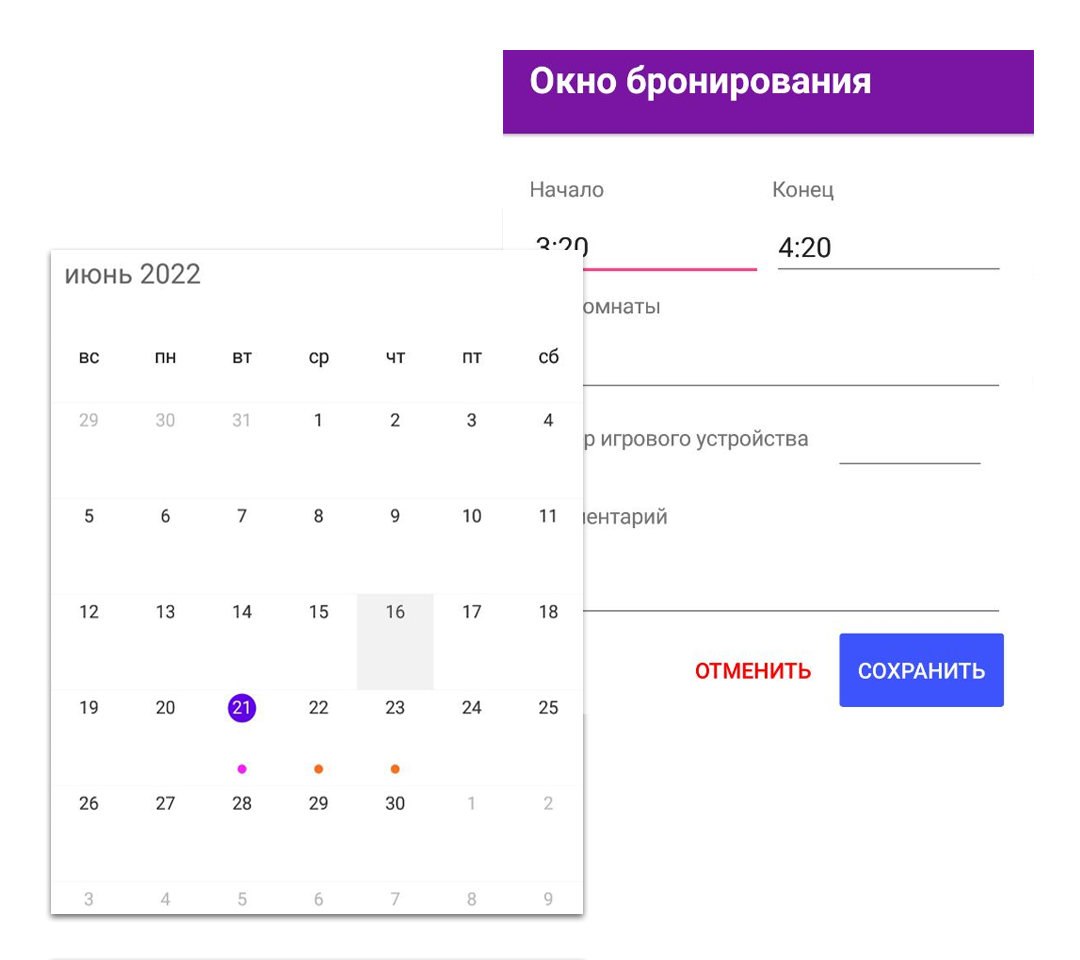 Окно бронирования
Начало Конец
3:20 4:20
омнаты
р игрового устройства
ентарий
ОТМЕНИТЬ СОХРАНИТЬ
июнь 2022
вс пн вт ср чт пт сб
29 30 31 1 2 3 4
5 6 7 8 9 10 11
12 13 14 15 16 17 18
19 20 21 22 23 24 25
26 27 28 29 30 1 2
3 4 5 6 7 8 9